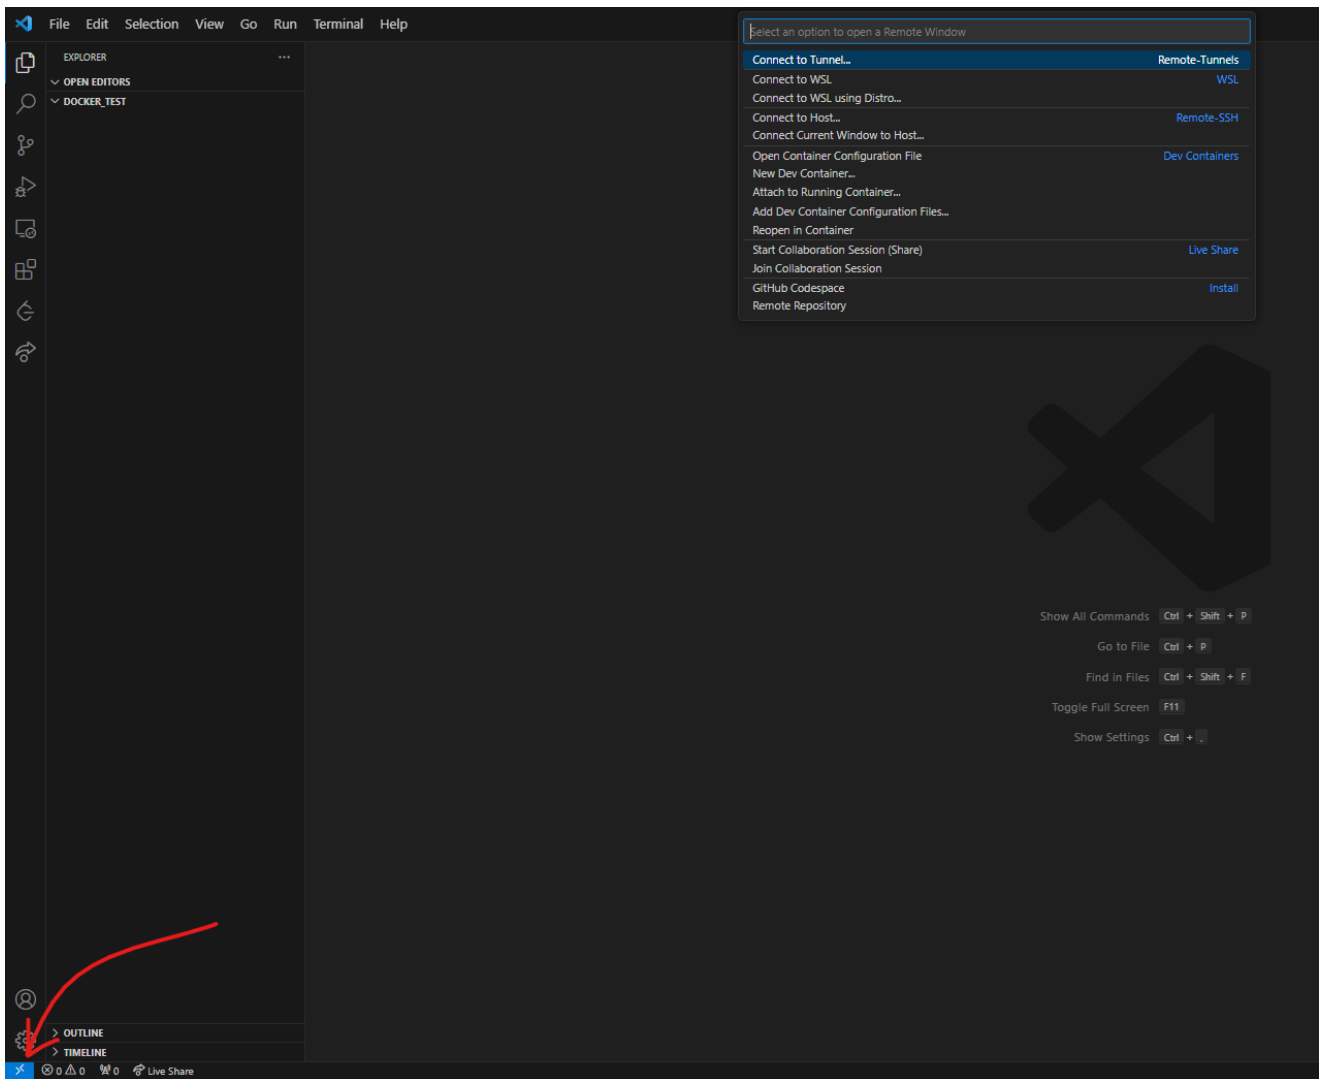 File Edit Selection View Go Run Terminal Help
Select an option to open a Remote Window
Connect to Tunnel... Remote-Tunnels
Connect to WSL WSL
Connect to WSL using Distro...
Connect to Host... Remote-SSH
Connect Current Window to Host...
Open Container Configuration File Dev Containers
New Dev Container...
Attach to Running Container...
Add Dev Container Configuration Files...
Reopen in Container
Start Collaboration Session (Share) Live Share
Join Collaboration Session
GitHub Codespace Install
Remote Repository
EXPLORER ...
OPEN EDITORS
DOCKER_TEST
Show All Commands Ctrl + Shift + P
Go to File Ctrl + P
Find in Files Ctrl + Shift + F
Toggle Full Screen F11
Show Settings Ctrl + ,
OUTLINE
TIMELINE
0 0 0 Live Share